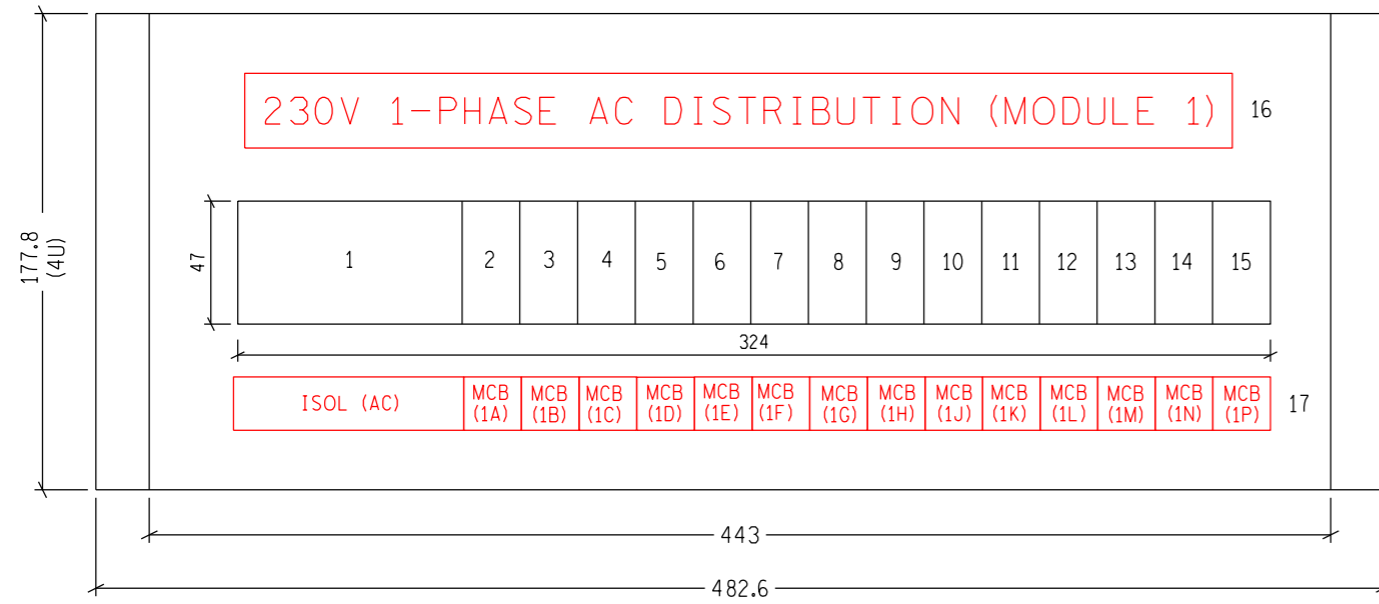 230V 1-PHASE AC DISTRIBUTION (MODULE 1)
16
177.8
(4U)
47
1 2 3 4 5 6 7 8 9 10 11 12 13 14 15
324
ISOL (AC) MCB MCB MCB MCB MCB MCB MCB MCB MCB MCB MCB MCB MCB MCB
(1A) (1B) (1C) (1D) (1E) (1F) (1G) (1H) (1J) (1K) (1L) (1M) (1N) (1P)
17
443
482.6